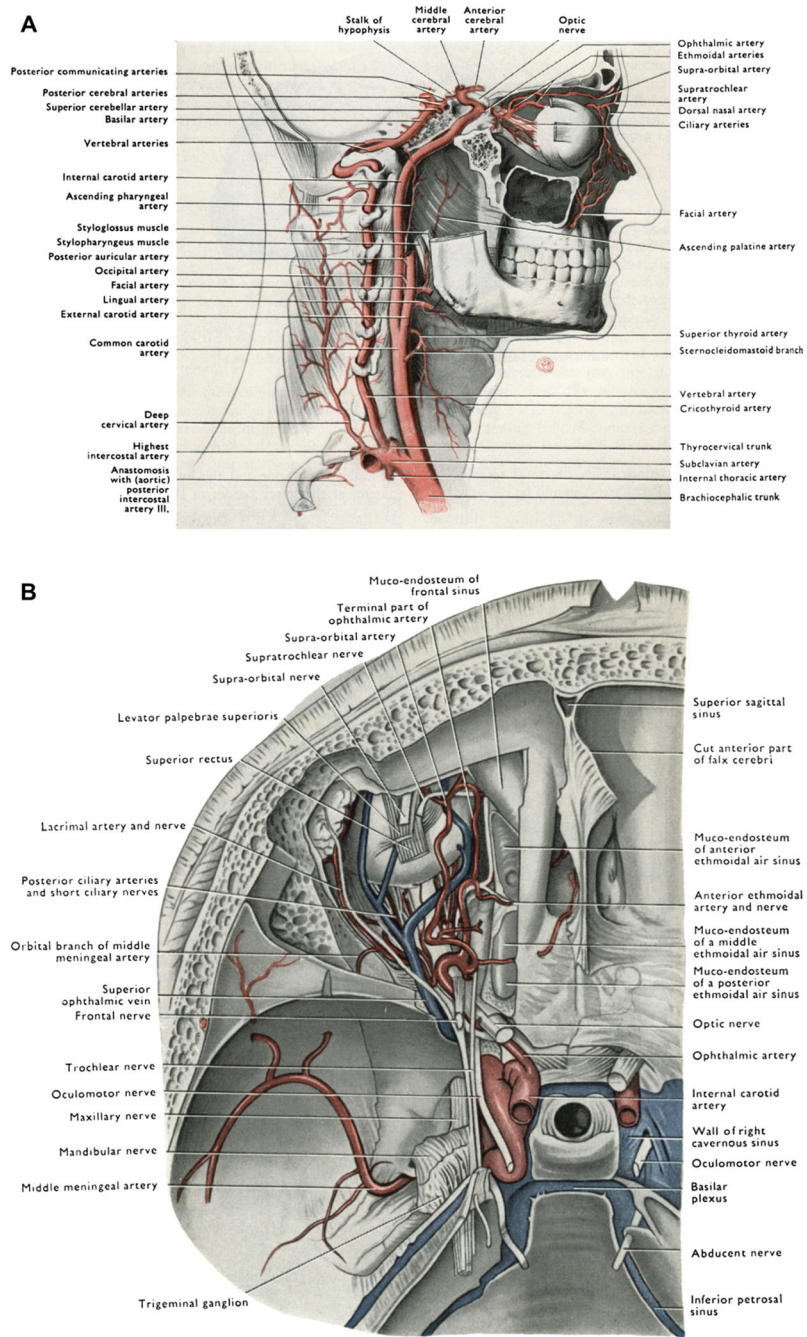 A
Stalk of
hypophysis
Middle
cerebral
artery
Anterior
cerebral
artery
Optic
nerve
Posterior communicating arteries
Posterior cerebral arteries
Superior cerebellar artery
Basilar artery
Vertebral arteries
Internal carotid artery
Ascending pharyngeal
artery
Styloglossus muscle
Stylopharyngeus muscle
Posterior auricular artery
Occipital artery
Facial artery
Lingual artery
External carotid artery
Common carotid
artery
Deep
cervical artery
Highest
intercostal artery
Anastomosis
with (aortic)
posterior
intercostal
artery III.
Ophthalmic artery
Ethmoidal arteries
Supra-orbital artery
Supratrochlear
artery
Dorsal nasal artery
Ciliary arteries
Facial artery
Ascending palatine artery
Superior thyroid artery
Sternocleidomastoid branch
Vertebral artery
Cricothyroid artery
Thyrocervical trunk
Subclavian artery
Internal thoracic artery
Brachiocephalic trunk
B
Muco-endosteum of
frontal sinus
Terminal part of
ophthalmic artery
Supra-orbital artery
Supratrochlear nerve
Supra-orbital nerve
Levator palpebrae superioris
Superior rectus
Lacrimal artery and nerve
Posterior ciliary arteries
and short ciliary nerves
Orbital branch of middle
meningeal artery
Superior
ophthalmic vein
Frontal nerve
Trochlear nerve
Oculomotor nerve
Maxillary nerve
Mandibular nerve
Middle meningeal artery
Trigeminal ganglion
Superior sagittal
sinus
Cut anterior part
of falx cerebri
Muco-endosteum
of anterior
ethmoidal air sinus
Anterior ethmoidal
artery and nerve
Muco-endosteum
of a middle
ethmoidal air sinus
Muco-endosteum
of a posterior
ethmoidal air sinus
Optic nerve
Ophthalmic artery
Internal carotid
artery
Wall of right
cavernous sinus
Oculomotor nerve
Basilar
plexus
Abducent nerve
Inferior petrosal
sinus